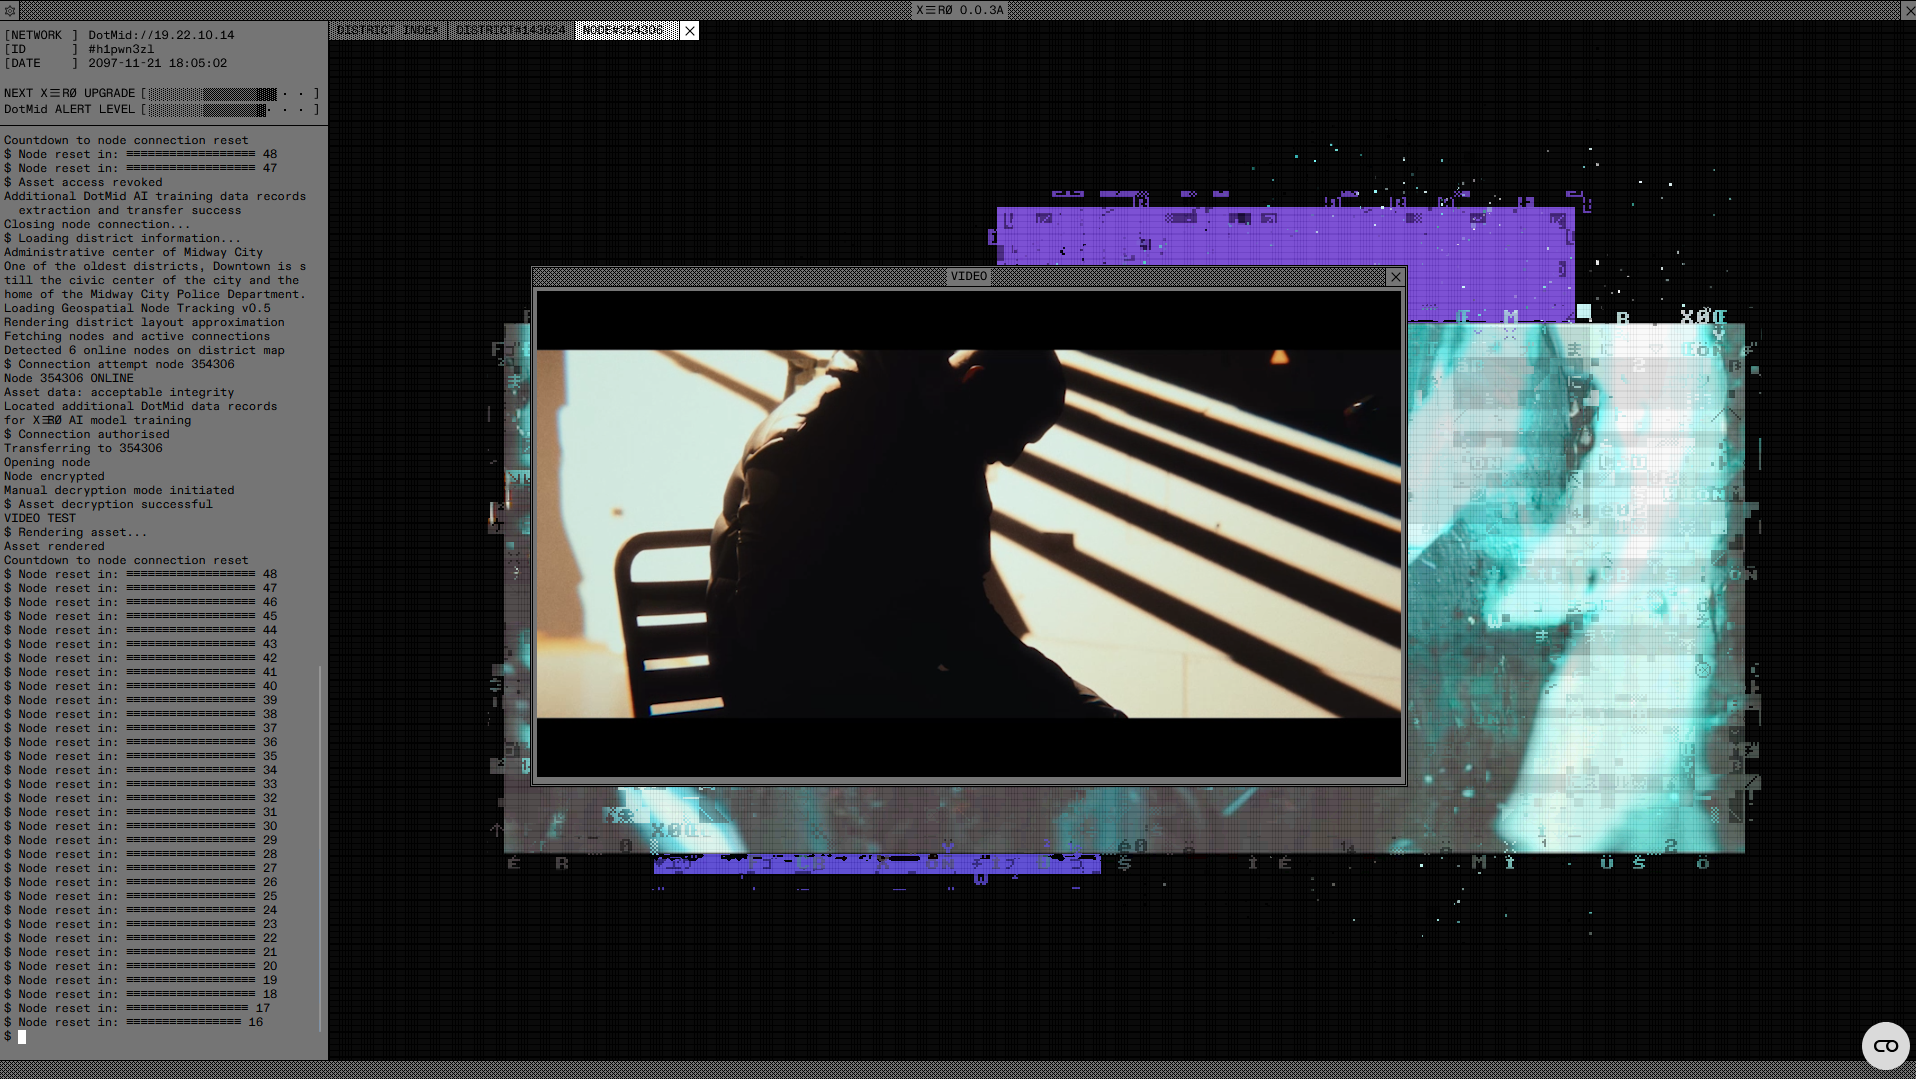 X☰RØ 0.0.3A
[NETWORK ] DotMid://19.22.10.14
[ID ] #h1pwn3zl
[DATE ] 2097-11-21 18:05:02
NEXT X☰RØ UPGRADE [ · · ]
DotMid ALERT LEVEL [ · · · ]
DISTRICT INDEX
DISTRICT#143624
NODE#354306
Countdown to node connection reset
$ Node reset in: ================== 48
$ Node reset in: ================== 47
$ Asset access revoked
Additional DotMid AI training data records
extraction and transfer success
Closing node connection...
$ Loading district information...
Administrative center of Midway City
One of the oldest districts, Downtown is s
till the civic center of the city and the
home of the Midway City Police Department.
Loading Geospatial Node Tracking v0.5
Rendering district layout approximation
Fetching nodes and active connections
Detected 6 online nodes on district map
$ Connection attempt node 354306
Node 354306 ONLINE
Asset data: acceptable integrity
Located additional DotMid data records
for X☰RØ AI model training
$ Connection authorised
Transferring to 354306
Opening node
Node encrypted
Manual decryption mode initiated
$ Asset decryption successful
VIDEO TEST
$ Rendering asset...
Asset rendered
Countdown to node connection reset
$ Node reset in: ================== 48
$ Node reset in: ================== 47
$ Node reset in: ================== 46
$ Node reset in: ================== 45
$ Node reset in: ================== 44
$ Node reset in: ================== 43
$ Node reset in: ================== 42
$ Node reset in: ================== 41
$ Node reset in: ================== 40
$ Node reset in: ================== 39
$ Node reset in: ================== 38
$ Node reset in: ================== 37
$ Node reset in: ================== 36
$ Node reset in: ================== 35
$ Node reset in: ================== 34
$ Node reset in: ================== 33
$ Node reset in: ================== 32
$ Node reset in: ================== 31
$ Node reset in: ================== 30
$ Node reset in: ================== 29
$ Node reset in: ================== 28
$ Node reset in: ================== 27
$ Node reset in: ================== 26
$ Node reset in: ================== 25
$ Node reset in: ================== 24
$ Node reset in: ================== 23
$ Node reset in: ================== 22
$ Node reset in: ================== 21
$ Node reset in: ================== 20
$ Node reset in: ================== 19
$ Node reset in: ================== 18
$ Node reset in: ================= 17
$ Node reset in: ================ 16
$
VIDEO